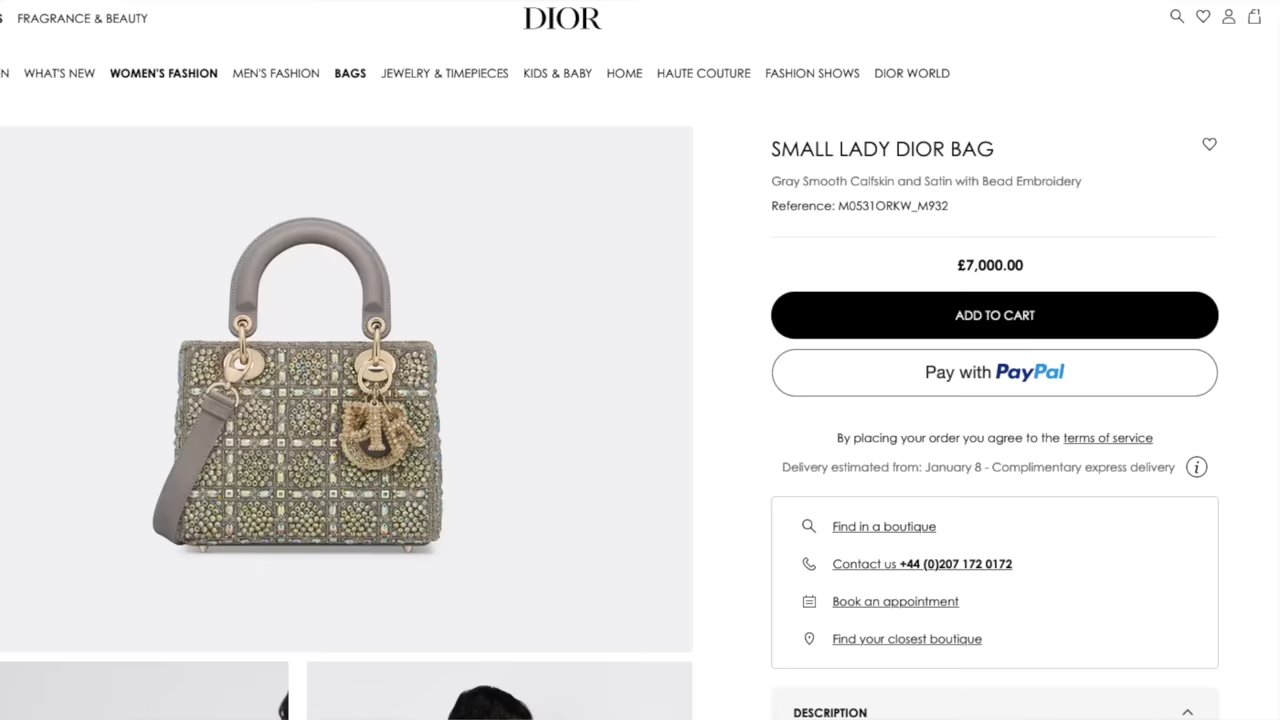 S FRAGRANCE & BEAUTY
DIOR
1
N WHAT'S NEW WOMEN'S FASHION MEN'S FASHION BAGS JEWELRY & TIMEPIECES KIDS & BABY HOME HAUTE COUTURE FASHION SHOWS DIOR WORLD
SMALL LADY DIOR BAG
Gray Smooth Calfskin and Satin with Bead Embroidery
Reference: M0531ORKW_M932
£7,000.00
ADD TO CART
Pay with PayPal
By placing your order you agree to the terms of service
Delivery estimated from: January 8 - Complimentary express delivery i
Find in a boutique
Contact us +44 (0)207 172 0172
Book an appointment
Find your closest boutique
DESCRIPTION